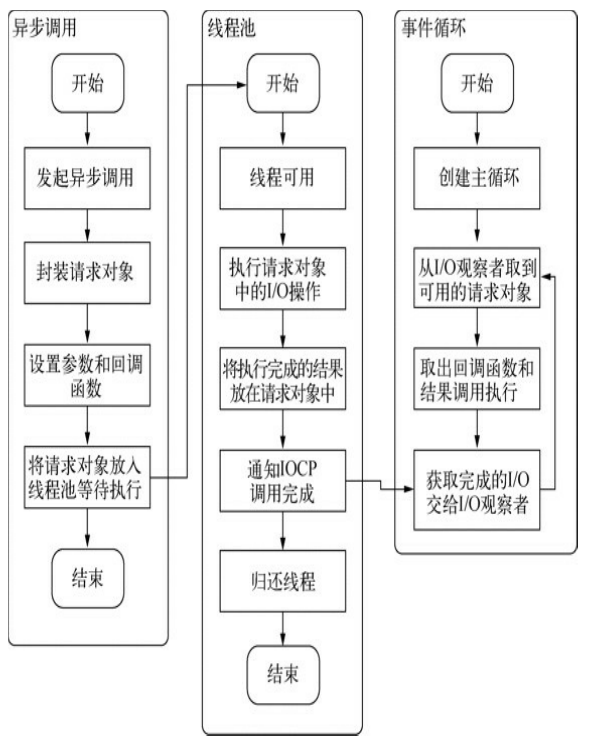 异步调用
开始
发起异步调用
封装请求对象
设置参数和回调
函数
将请求对象放入
线程池等待执行
结束
线程池
开始
线程可用
执行请求对象
中的I/O操作
将执行完成的结果
放在请求对象中
通知IOCP
调用完成
归还线程
结束
事件循环
开始
创建主循环
从I/O观察者取到
可用的请求对象
取出回调函数和
结果调用执行
获取完成的I/O
交给I/O观察者